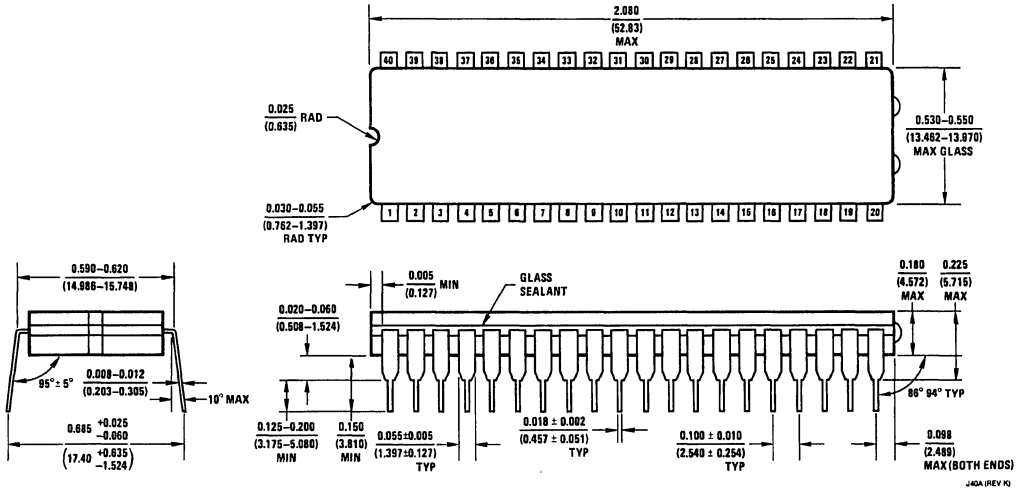 2.080
(52.83)
MAX
40 39 38 37 36 35 34 33 32 31 30 29 28 27 26 25 24 23 22 21
0.025
(0.635) RAD
0.530–0.550
(13.462–13.970)
MAX GLASS
0.030–0.055
(0.762–1.397)
RAD TYP
1 2 3 4 5 6 7 8 9 10 11 12 13 14 15 16 17 18 19 20
0.590–0.620
(14.986–15.748)
0.005
(0.127) MIN
GLASS
SEALANT
0.180
(4.572)
MAX
0.225
(5.715)
MAX
0.020–0.060
(0.508–1.524)
95° ± 5°
0.008–0.012
(0.203–0.305)
10° MAX
86° 94° TYP
0.685 +0.025
−0.060
(17.40 +0.635
−1.524)
0.125–0.200
(3.175–5.080)
MIN
0.150
(3.810)
MIN
0.055±0.005
(1.397±0.127)
TYP
0.018 ± 0.002
(0.457 ± 0.051)
TYP
0.100 ± 0.010
(2.540 ± 0.254)
TYP
0.098
(2.489)
MAX (BOTH ENDS)
J40A (REV K)